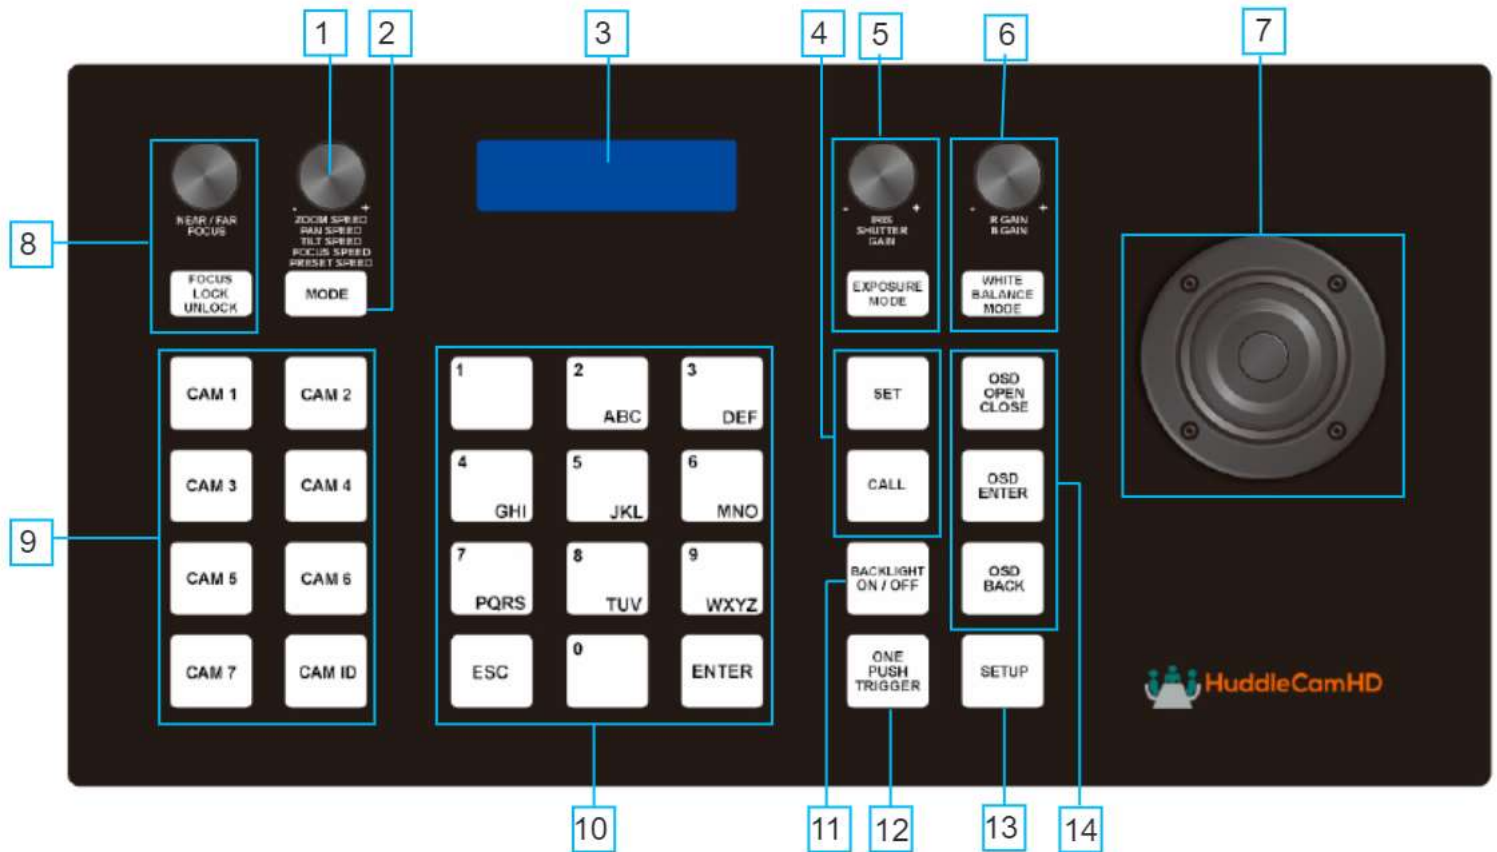 1
2
3
4
5
6
7
8
NEAR / FAR
FOCUS
- +
ZOOM SPEED
PAN SPEED
TILT SPEED
FOCUS SPEED
PRESET SPEED
- +
IRIS
SHUTTER
GAIN
- +
R GAIN
B GAIN
FOCUS
LOCK
UNLOCK
MODE
EXPOSURE
MODE
WHITE
BALANCE
MODE
9
CAM 1
CAM 2
CAM 3
CAM 4
CAM 5
CAM 6
CAM 7
CAM ID
1
2
ABC
3
DEF
4
GHI
5
JKL
6
MNO
7
PQRS
8
TUV
9
WXYZ
ESC
0
ENTER
SET
CALL
BACKLIGHT
ON / OFF
ONE
PUSH
TRIGGER
OSD
OPEN
CLOSE
OSD
ENTER
OSD
BACK
SETUP
HuddleCamHD
10
11
12
13
14